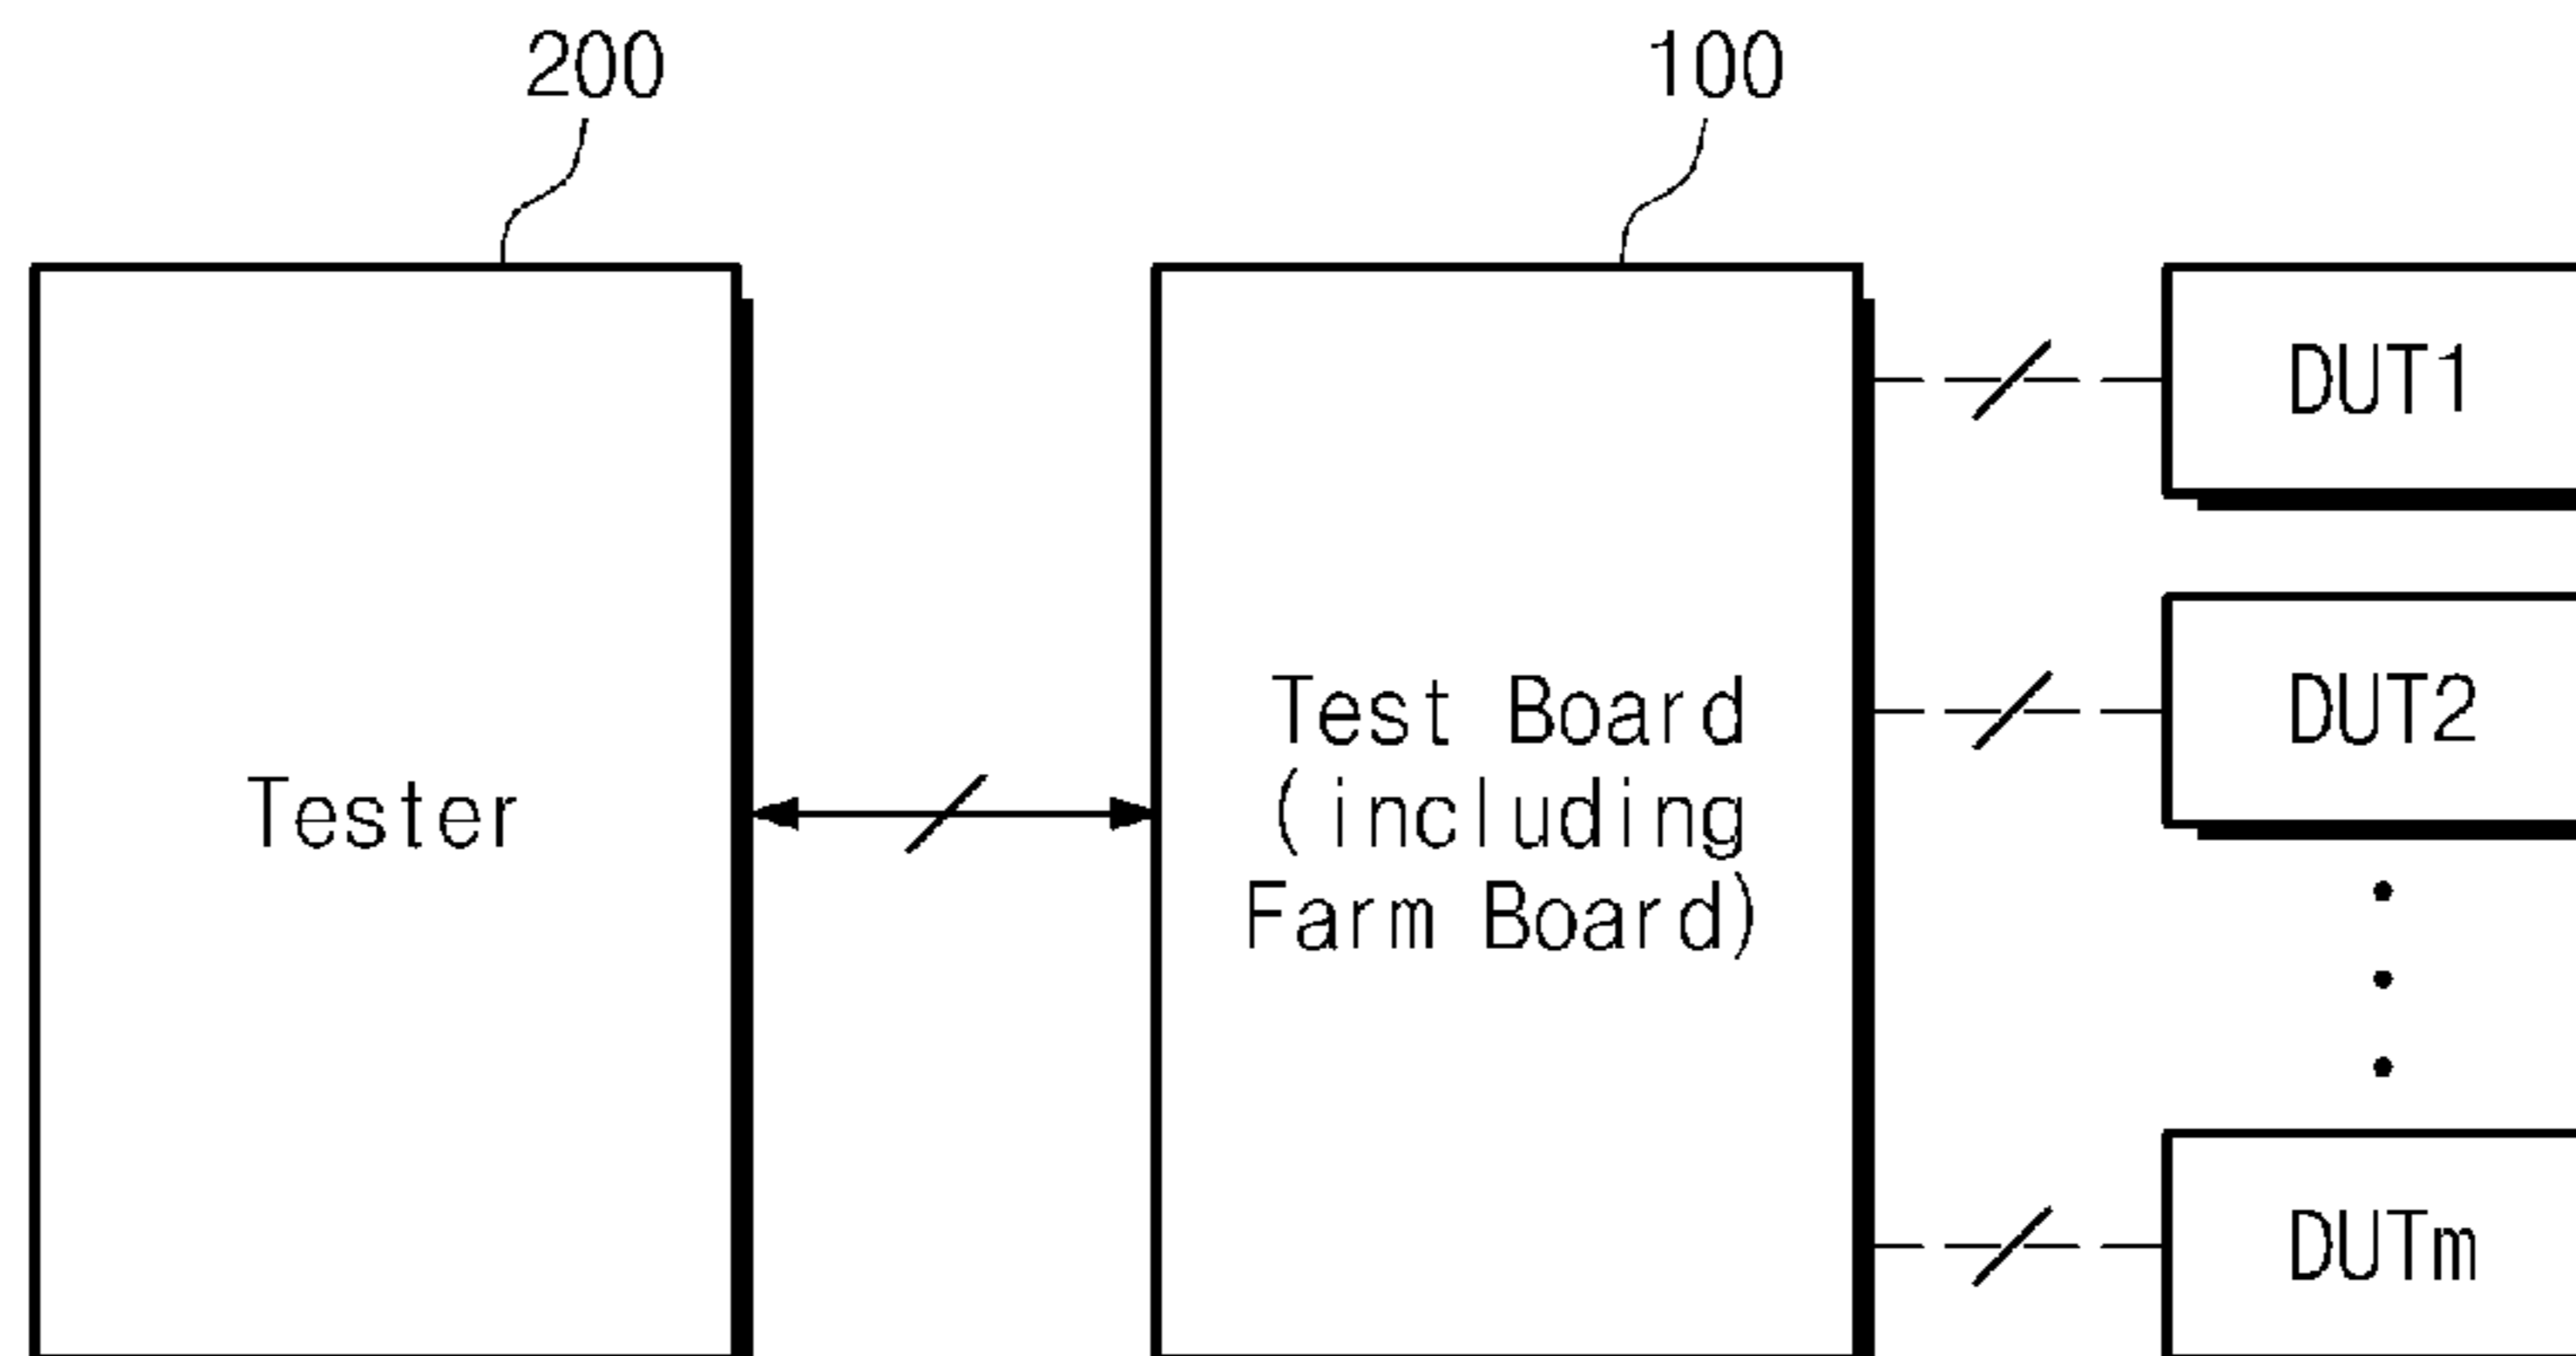 200
100
Tester
Test Board
(including
Farm Board)
DUT1
DUT2
DUTm